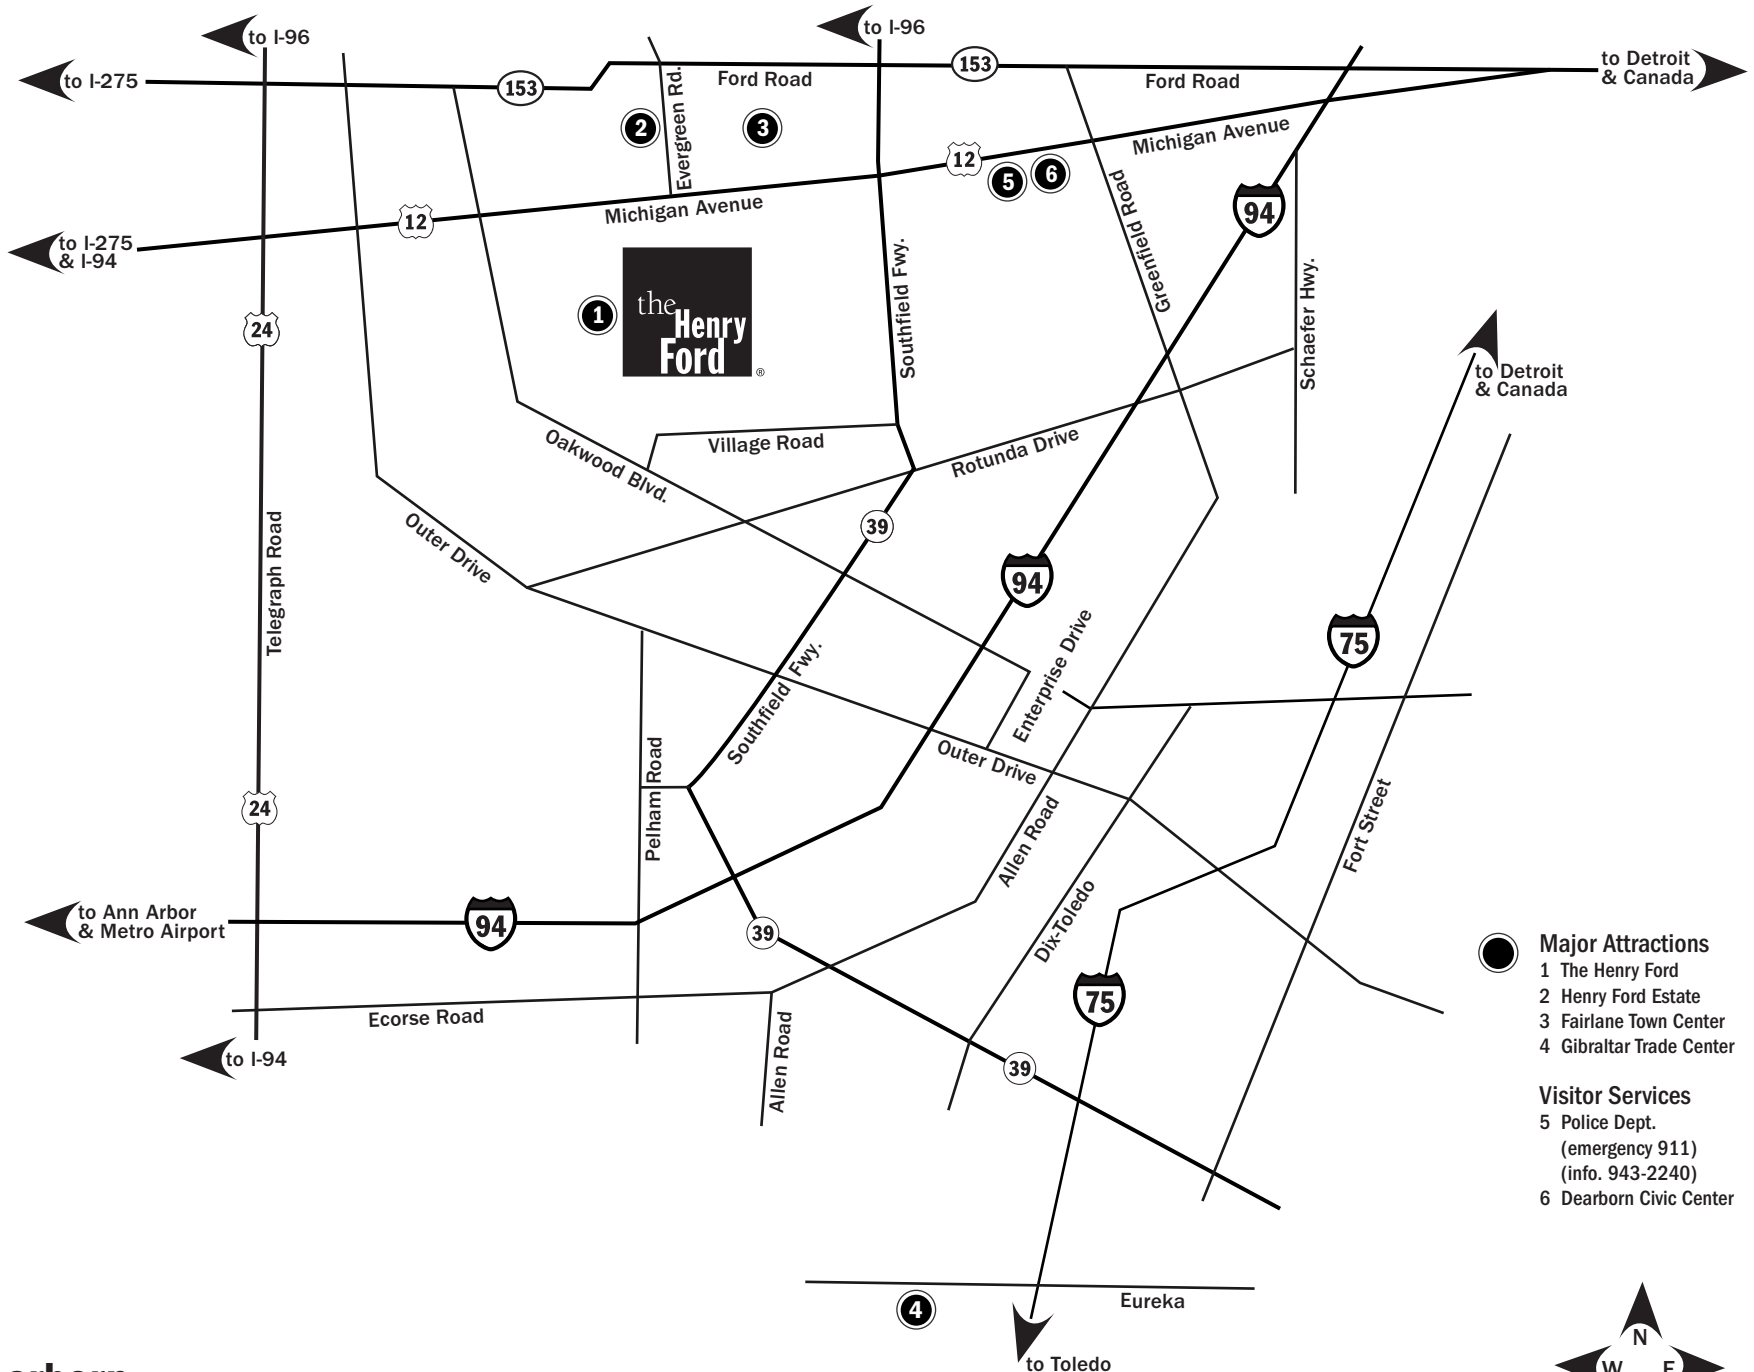 to I-96
to I-96
to I-275
153
Ford Road
153
Ford Road
to Detroit
& Canada
2
Evergreen Rd.
3
12
Michigan Avenue
5
6
Michigan Avenue
12
to I-275
& I-94
94
Greenfield Road
Southfield Fwy.
Schaefer Hwy.
1
the
Henry
Ford
®
24
to Detroit
& Canada
Village Road
Oakwood Blvd.
Rotunda Drive
39
Outer Drive
Telegraph Road
94
75
Enterprise Drive
Southfield Fwy.
Outer Drive
Pelham Road
24
Allen Road
Fort Street
Dix-Toledo
to Ann Arbor
& Metro Airport
94
39
75
Ecorse Road
to I-94
Allen Road
39
Major Attractions
1 The Henry Ford
2 Henry Ford Estate
3 Fairlane Town Center
4 Gibraltar Trade Center
Visitor Services
5 Police Dept.
(emergency 911)
(info. 943-2240)
6 Dearborn Civic Center
Eureka
4
to Toledo
N
W E